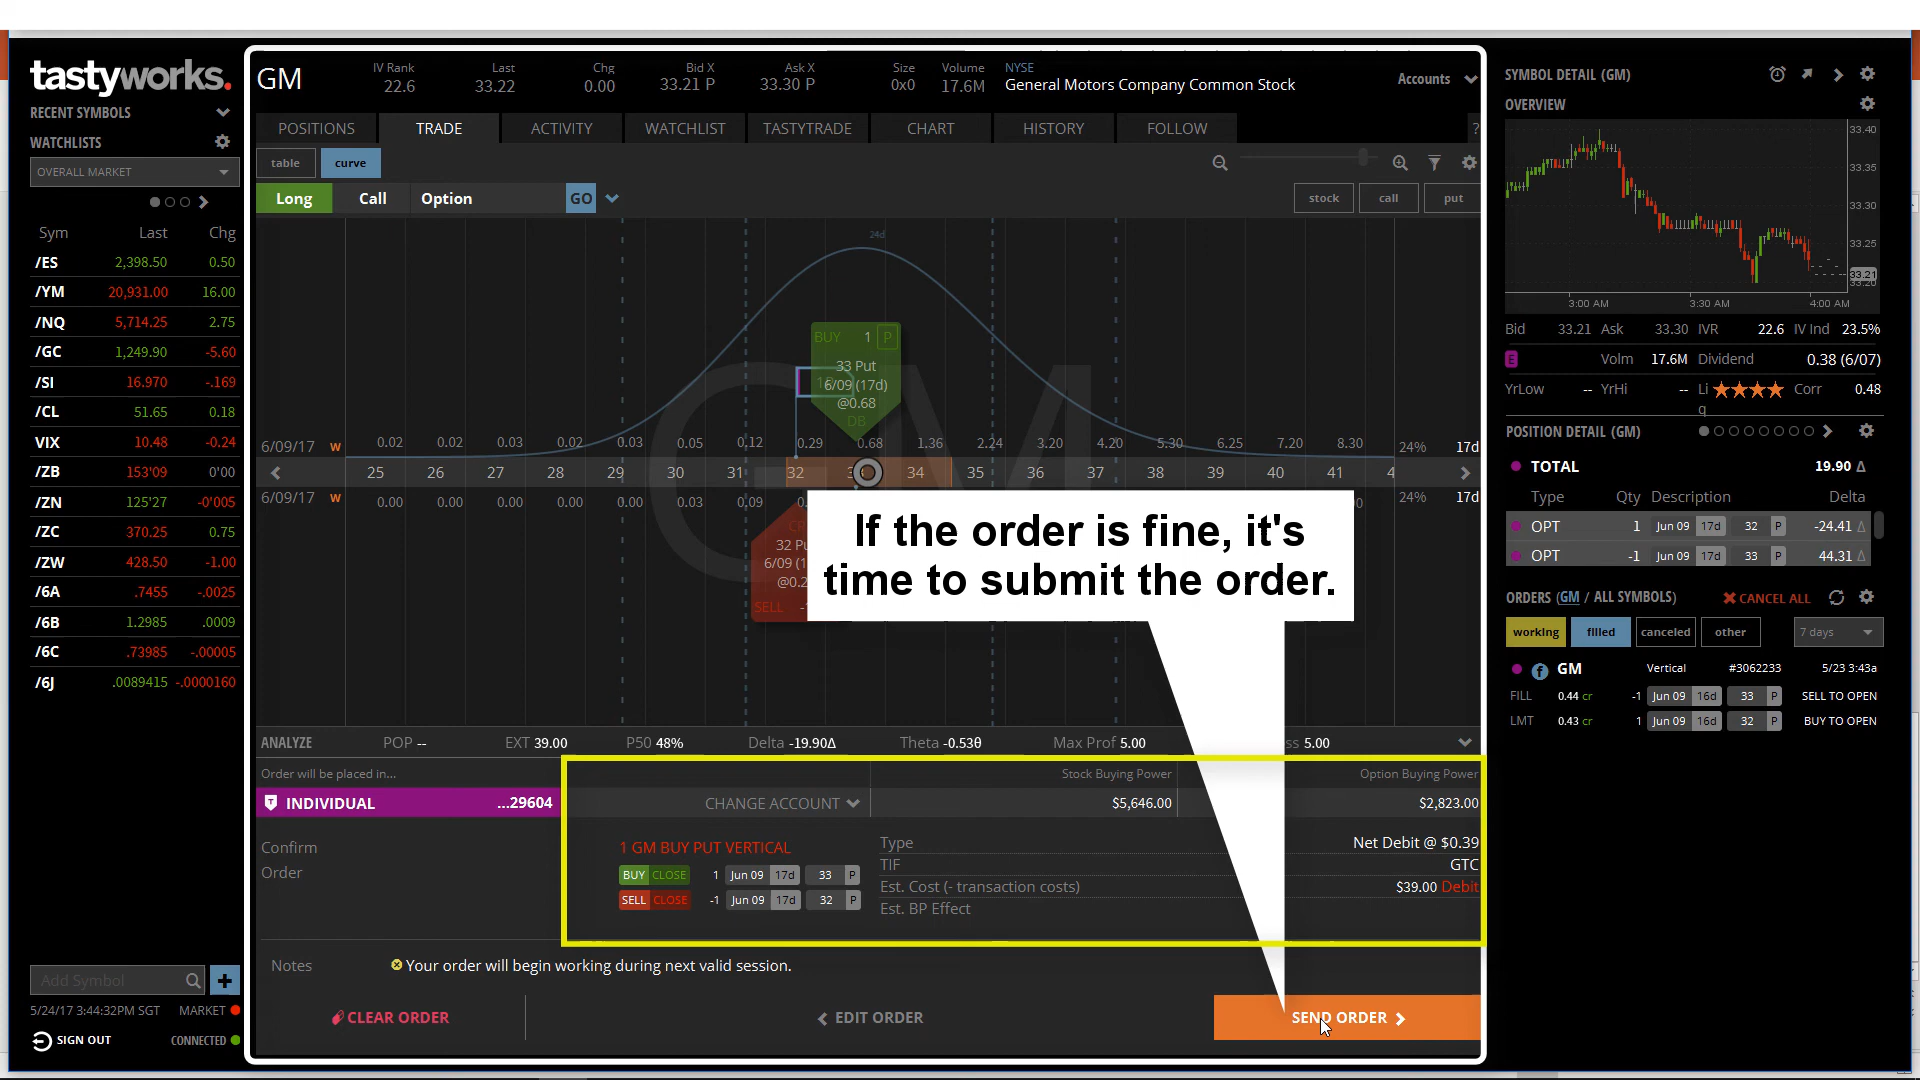 tastyworks.
RECENT SYMBOLS
WATCHLISTS
OVERALL MARKET
Sym Last Chg
/ES 2,398.50 0.50
/YM 20,931.00 16.00
/NQ 5,714.25 2.75
/GC 1,249.90 -5.60
/SI 16.970 -.169
/CL 51.65 0.18
VIX 10.48 -0.24
/ZB 153'09 0'00
/ZN 125'27 -0'005
/ZC 370.25 0.75
/ZW 428.50 -1.00
/6A .7455 -.0025
/6B 1.2985 .0009
/6C .73985 -.00005
/6J .0089415 -.0000160
Add Symbol
5/24/17 3:44:32PM SGT MARKET
SIGN OUT CONNECTED
GM
IV Rank Last Chg Bid X Ask X Size Volume NYSE
22.6 33.22 0.00 33.21 P 33.30 P 0x0 17.6M General Motors Company Common Stock
Accounts
POSITIONS TRADE ACTIVITY WATCHLIST TASTYTRADE CHART HISTORY FOLLOW ?
table curve
Long Call Option GO stock call put
24d
GM
BUY 1 P
33 Put
6/09 (17d)
@0.68
DB
6/09/17 w 0.02 0.02 0.03 0.02 0.03 0.05 0.12 0.29 0.68 1.36 2.24 3.20 4.20 5.30 6.25 7.20 8.30 24% 17d
25 26 27 28 29 30 31 32 34 35 36 37 38 39 40 41 4
6/09/17 w 0.00 0.00 0.00 0.00 0.03 0.03 0.09 24% 17d
32 Pu
6/09 (1
@0.2
SELL -
If the order is fine, it's
time to submit the order.
ANALYZE POP -- EXT 39.00 P50 48% Delta -19.90Δ Theta -0.53θ Max Prof 5.00 ss 5.00
Order will be placed in... Stock Buying Power Option Buying Power
INDIVIDUAL ...29604 CHANGE ACCOUNT $5,646.00 $2,823.00
Confirm
Order
1 GM BUY PUT VERTICAL
BUY CLOSE 1 Jun 09 17d 33 P
SELL CLOSE -1 Jun 09 17d 32 P
Type Net Debit @ $0.39
TIF GTC
Est. Cost (- transaction costs) $39.00 Debit
Est. BP Effect
Notes Your order will begin working during next valid session.
CLEAR ORDER EDIT ORDER SEND ORDER
SYMBOL DETAIL (GM)
OVERVIEW
33.40
33.35
33.30
33.25
33.21
33.20
3:00 AM 3:30 AM 4:00 AM
Bid 33.21 Ask 33.30 IVR 22.6 IV Ind 23.5%
E Volm 17.6M Dividend 0.38 (6/07)
YrLow -- YrHi -- Li
q
Corr 0.48
POSITION DETAIL (GM)
TOTAL 19.90 Δ
Type Qty Description Delta
OPT 1 Jun 09 17d 32 P -24.41 Δ
OPT -1 Jun 09 17d 33 P 44.31 Δ
ORDERS (GM / ALL SYMBOLS) CANCEL ALL
working filled canceled other 7 days
f GM Vertical #3062233 5/23 3:43a
FILL 0.44 cr -1 Jun 09 16d 33 P SELL TO OPEN
LMT 0.43 cr 1 Jun 09 16d 32 P BUY TO OPEN